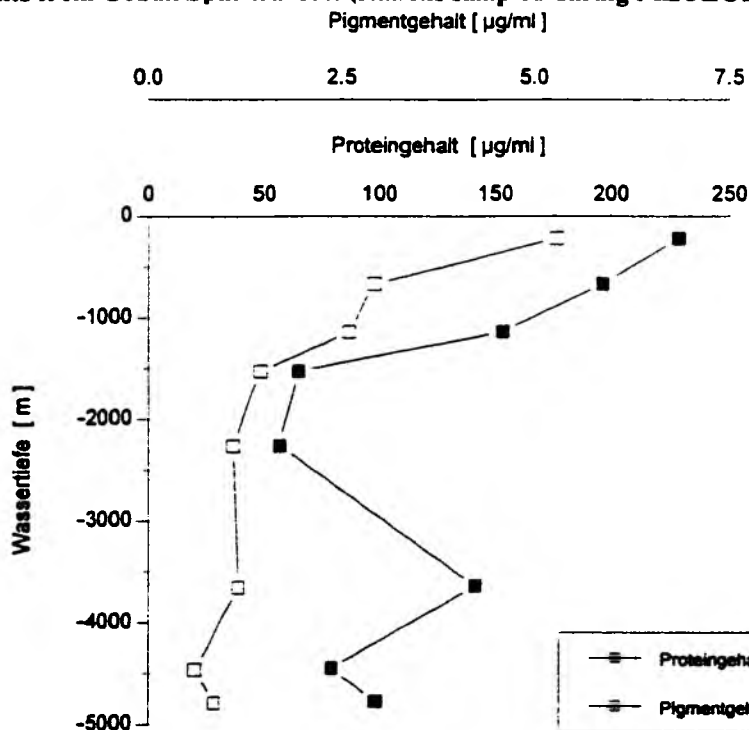 Pigmentgehalt [ µg/ml ]
0.0 2.5 5.0 7.5
Proteingehalt [ µg/ml ]
0 50 100 150 200 250
0
-1000
-2000
-3000
-4000
-5000
Wassertiefe [ m ]
Proteingeha
Pigmentgeh